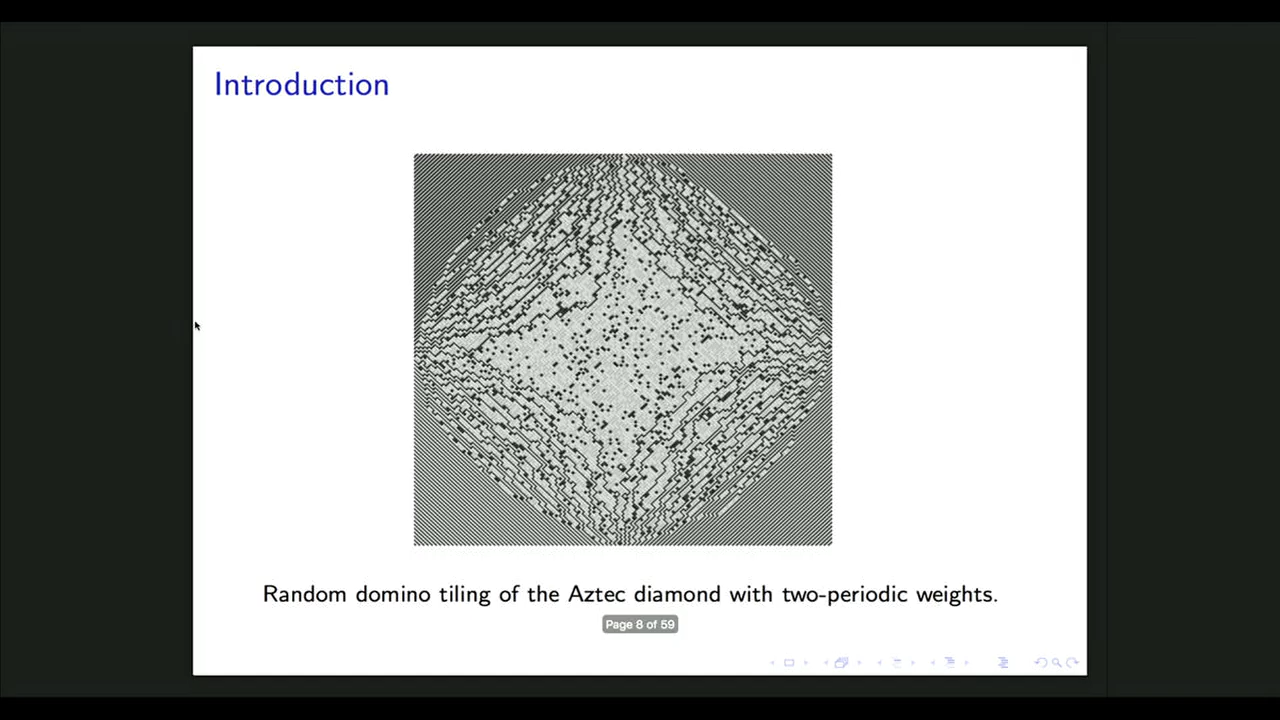 Introduction
Random domino tiling of the Aztec diamond with two-periodic weights.
Page 8 of 59